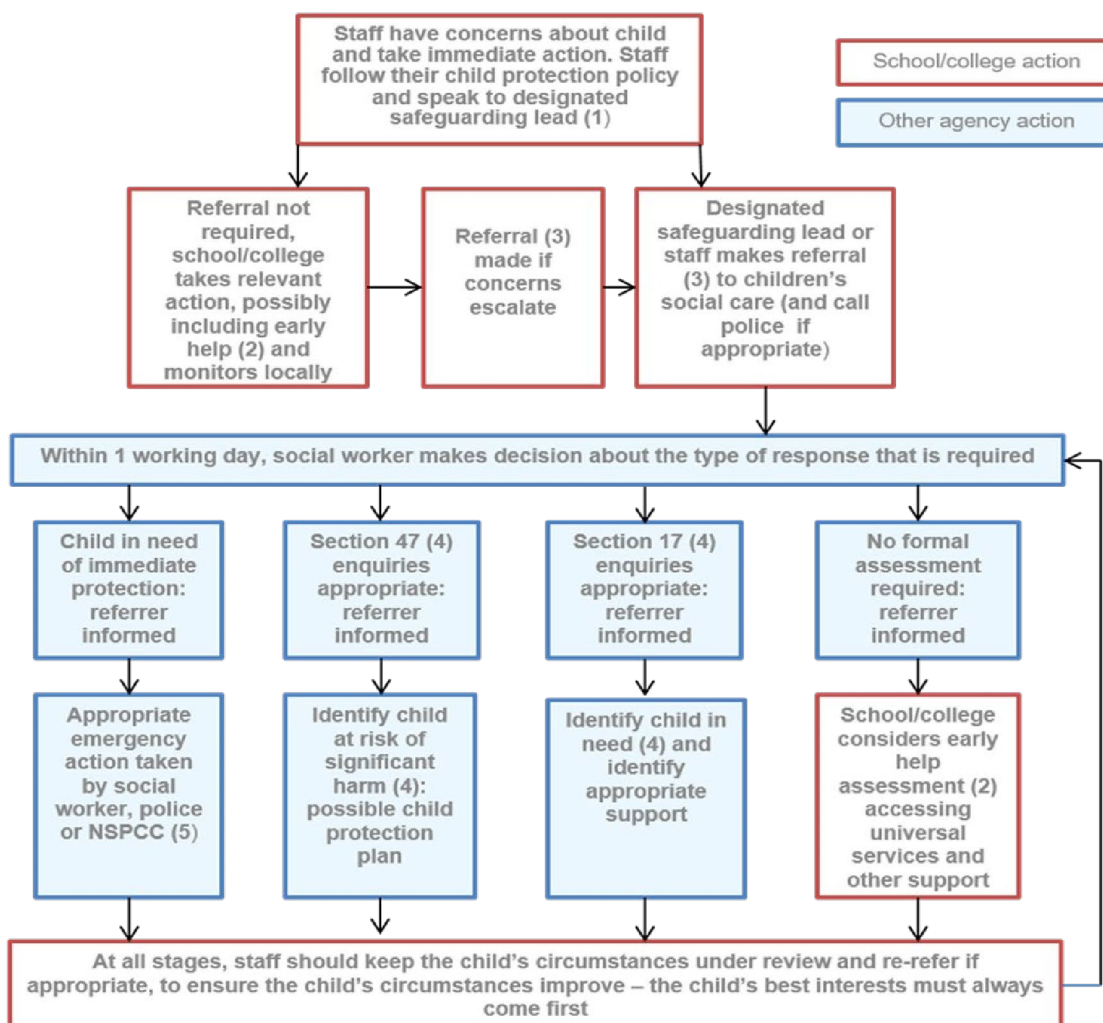 Staff have concerns about child
and take immediate action. Staff
follow their child protection policy
and speak to designated
safeguarding lead (1)
School/college action
Other agency action
Referral not
required,
school/college
takes relevant
action, possibly
including early
help (2) and
monitors locally
Referral (3)
made if
concerns
escalate
Designated
safeguarding lead or
staff makes referral
(3) to children's
social care (and call
police if
appropriate)
Within 1 working day, social worker makes decision about the type of response that is required
Child in need
of immediate
protection:
referrer
informed
Section 47 (4)
enquiries
appropriate:
referrer
informed
Section 17 (4)
enquiries
appropriate:
referrer
informed
No formal
assessment
required:
referrer
informed
Appropriate
emergency
action taken
by social
worker, police
or NSPCC (5)
Identify child
at risk of
significant
harm (4):
possible child
protection
plan
Identify child in
need (4) and
identify
appropriate
support
School/college
considers early
help
assessment (2)
accessing
universal
services and
other support
At all stages, staff should keep the child's circumstances under review and re-refer if
appropriate, to ensure the child's circumstances improve – the child's best interests must always
come first